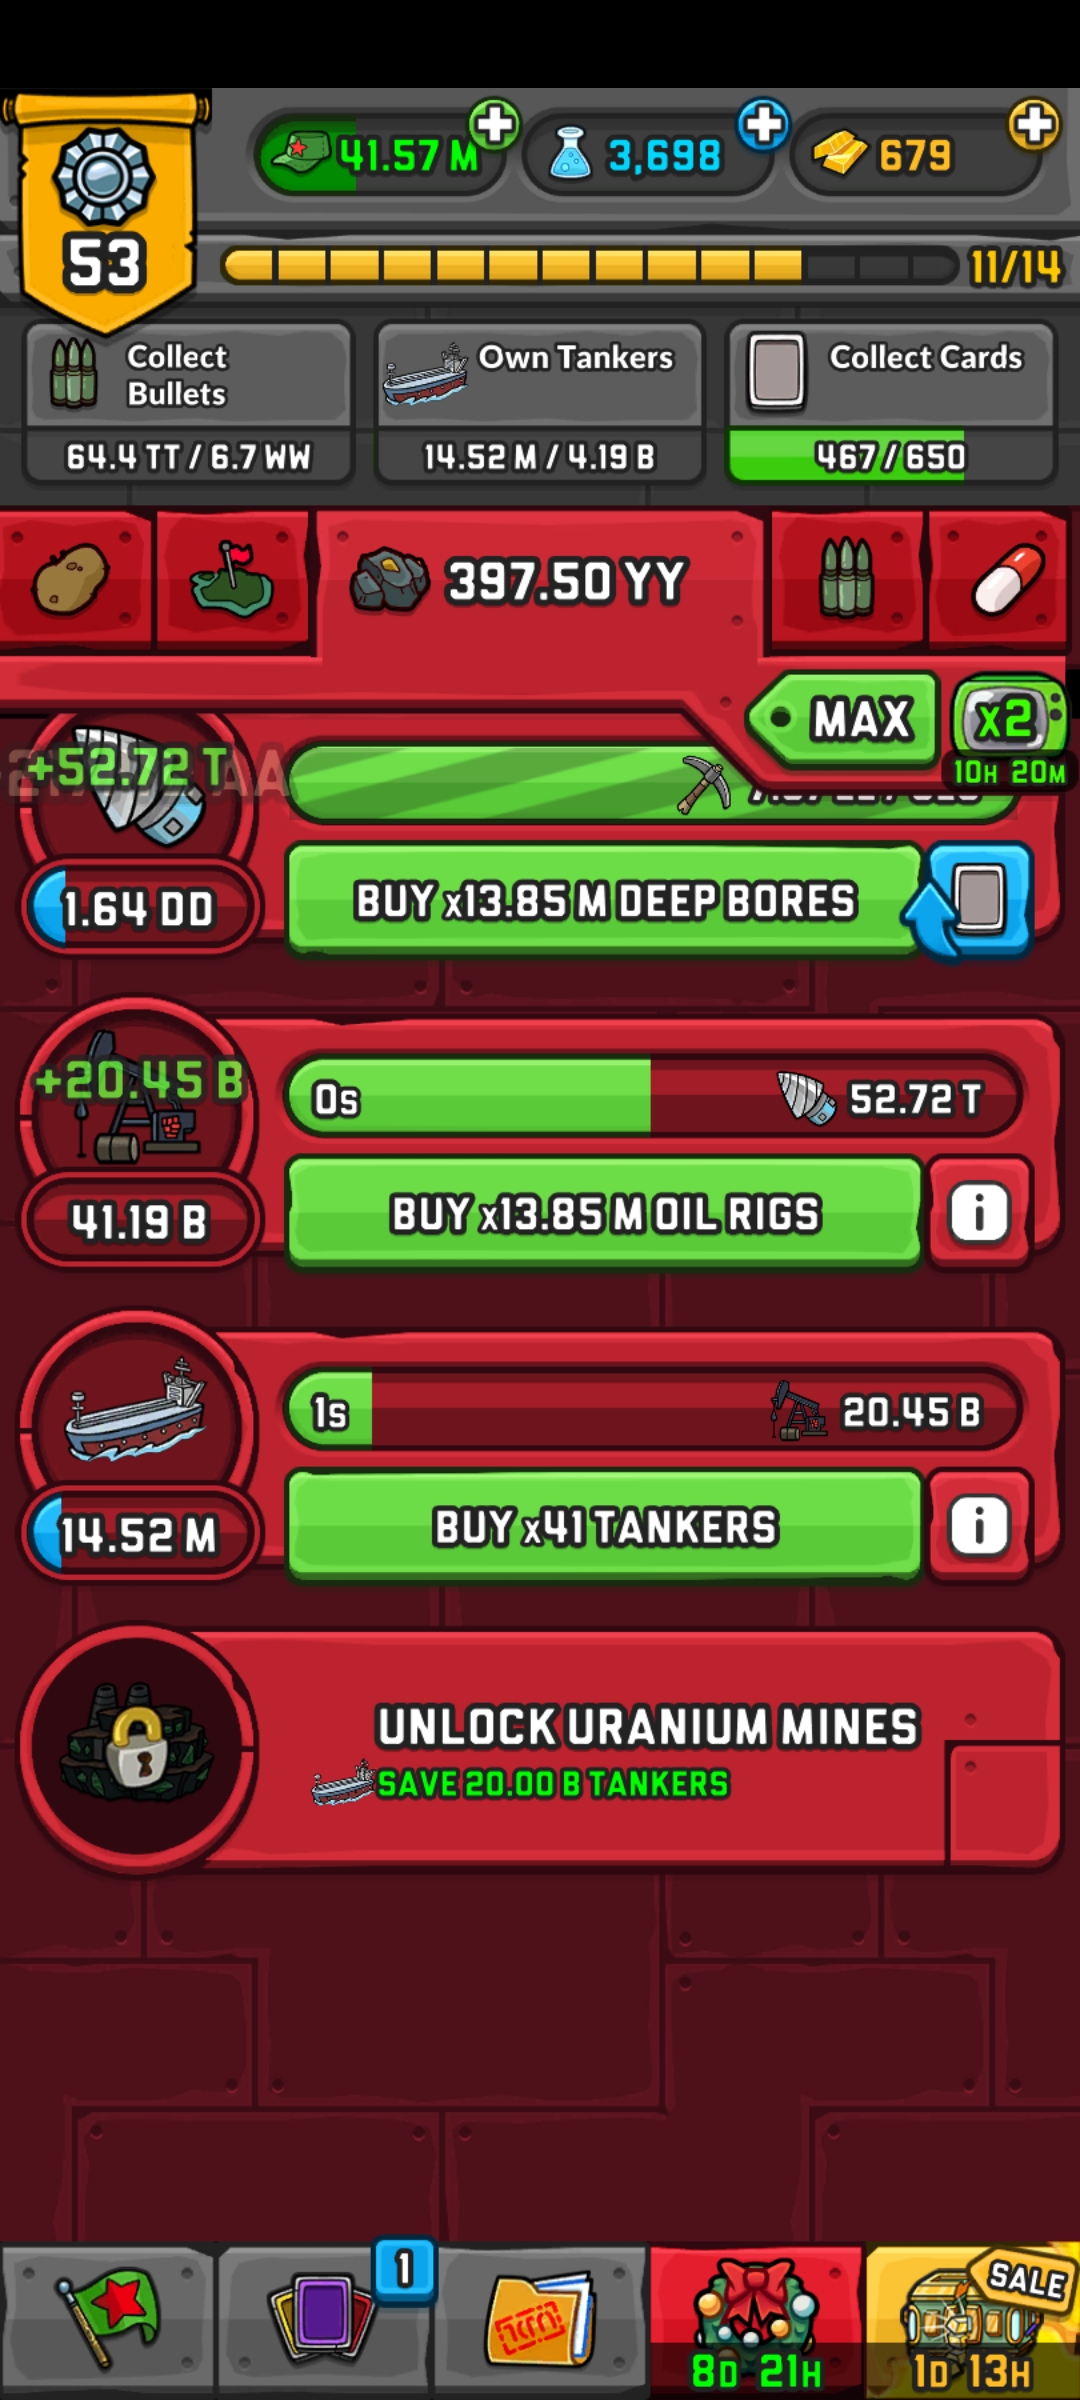 41.57 M
3,698
679
53
11/14
Collect
Bullets
Own Tankers
Collect Cards
64.4 TT / 6.7 WW
14.52 M / 4.19 B
467 / 650
397.50 YY
MAX
x2
10H 20M
+52.72 T
1.64 DD
BUY x13.85 M DEEP BORES
+20.45 B
0s
52.72 T
41.19 B
BUY x13.85 M OIL RIGS
i
1s
20.45 B
14.52 M
BUY x41 TANKERS
i
UNLOCK URANIUM MINES
SAVE 20.00 B TANKERS
1
SALE
8D 21H
1D 13H